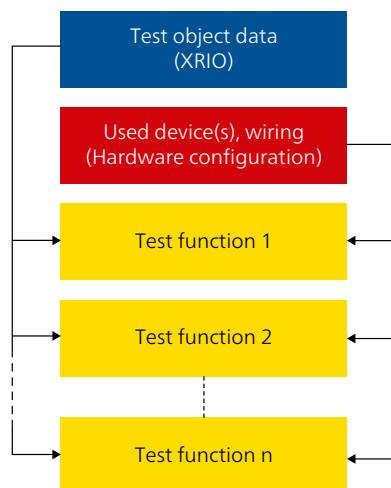 Test object data
(XRIO)
Used device(s), wiring
(Hardware configuration)
Test function 1
Test function 2
Test function n